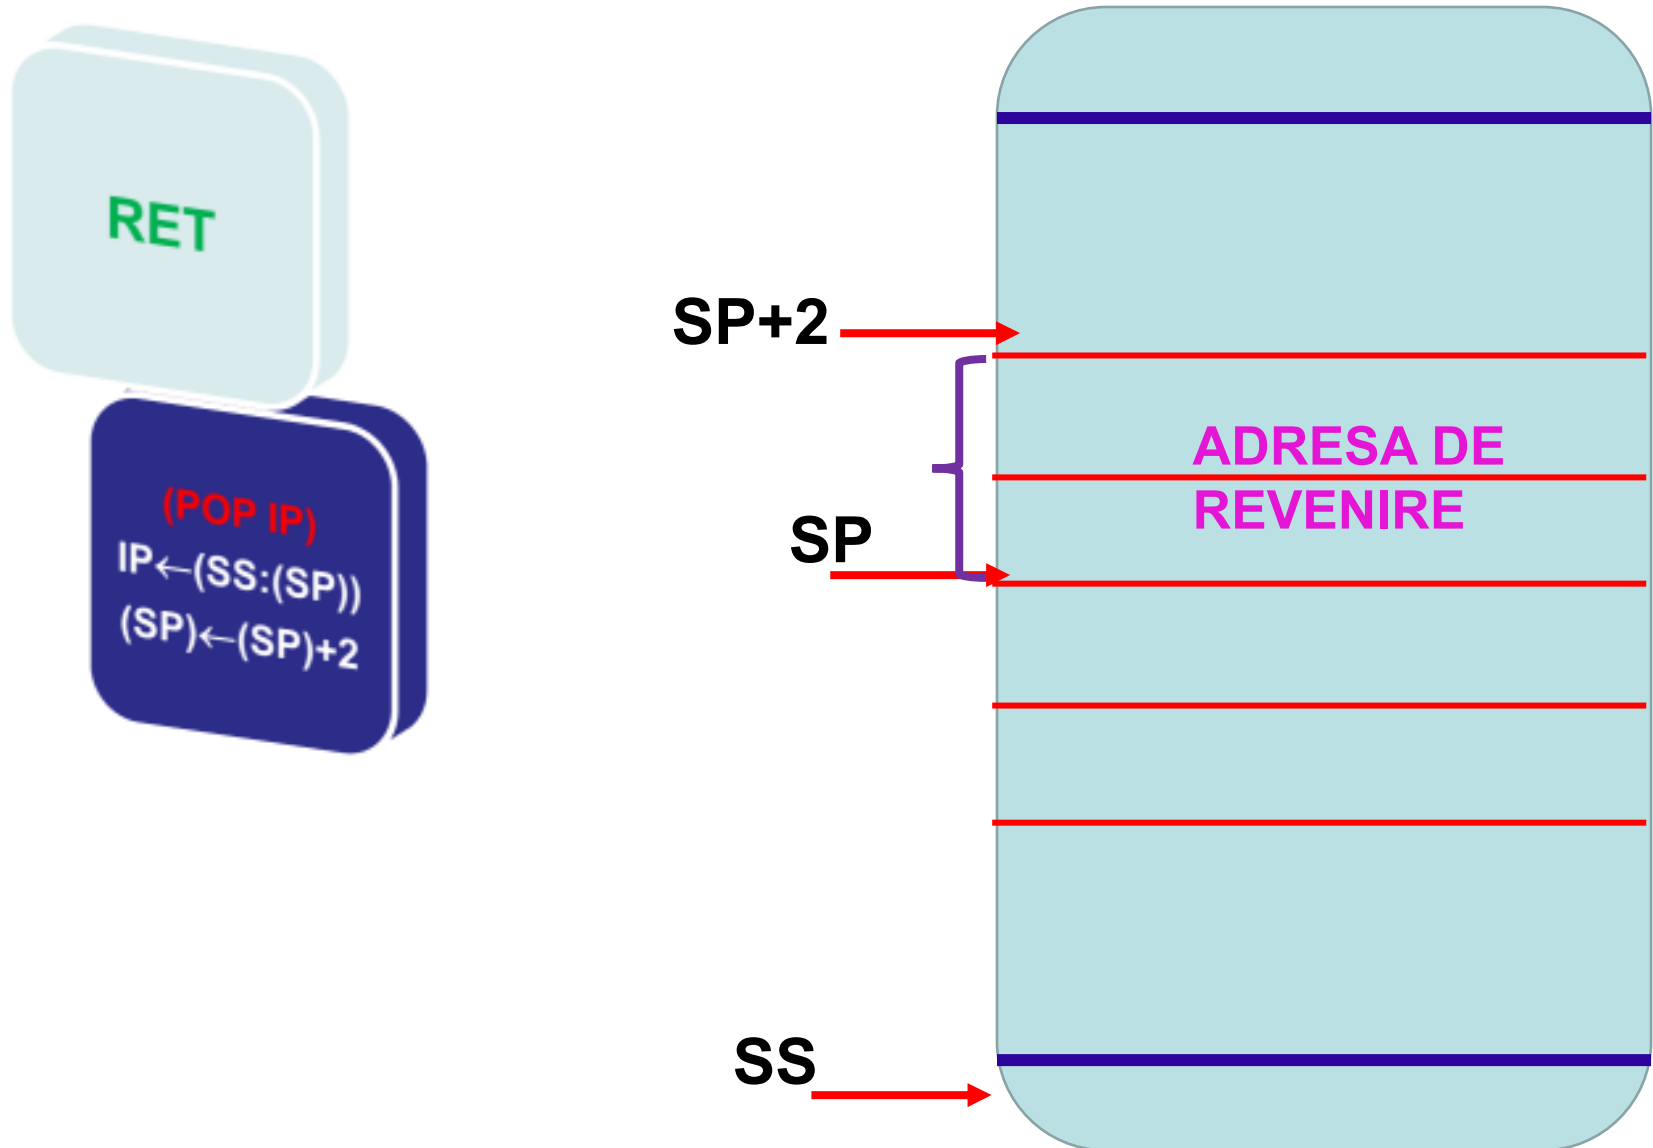 RET
(POP IP)
IP←(SS:(SP))
(SP)←(SP)+2
SP+2
ADRESA DE
REVENIRE
SP
SS